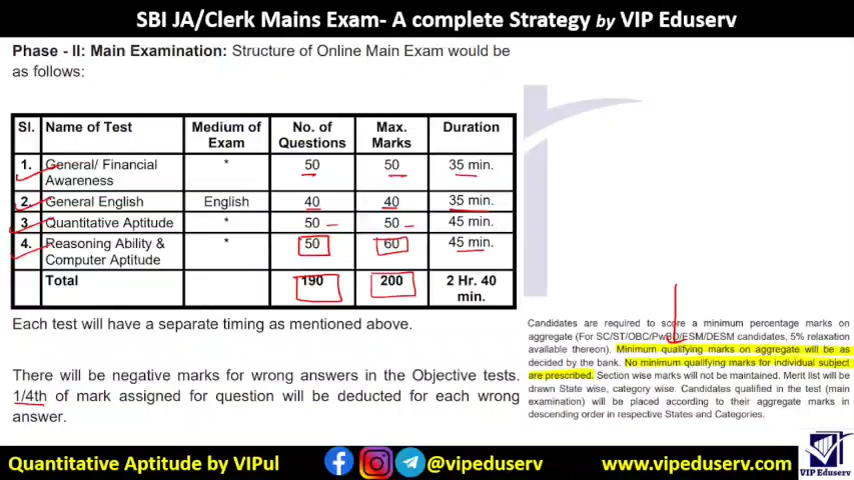 SBI JA/Clerk Mains Exam- A complete Strategy by VIP Eduserv
Phase - II: Main Examination: Structure of Online Main Exam would be
as follows:
Sl. Name of Test Medium of Exam No. of Questions Max. Marks Duration
1. General/ Financial Awareness * 50 50 35 min.
2. General English English 40 40 35 min.
3 Quantitative Aptitude * 50 50 45 min.
4. Reasoning Ability & Computer Aptitude * 50 60 45 min.
Total 190 200 2 Hr. 40 min.
Each test will have a separate timing as mentioned above.
There will be negative marks for wrong answers in the Objective tests.
1/4th of mark assigned for question will be deducted for each wrong
answer.
Candidates are required to score a minimum percentage marks on
aggregate (For SC/ST/OBC/PwBD/ESM/DESM candidates, 5% relaxation
available thereon). Minimum qualifying marks on aggregate will be as
decided by the bank. No minimum qualifying marks for individual subject
are prescribed. Section wise marks will not be maintained. Merit list will be
drawn State wise, category wise. Candidates qualified in the test (main
examination) will be placed according to their aggregate marks in
descending order in respective States and Categories.
Quantitative Aptitude by VIPul
@vipeduserv
www.vipeduserv.com
VIP Eduserv